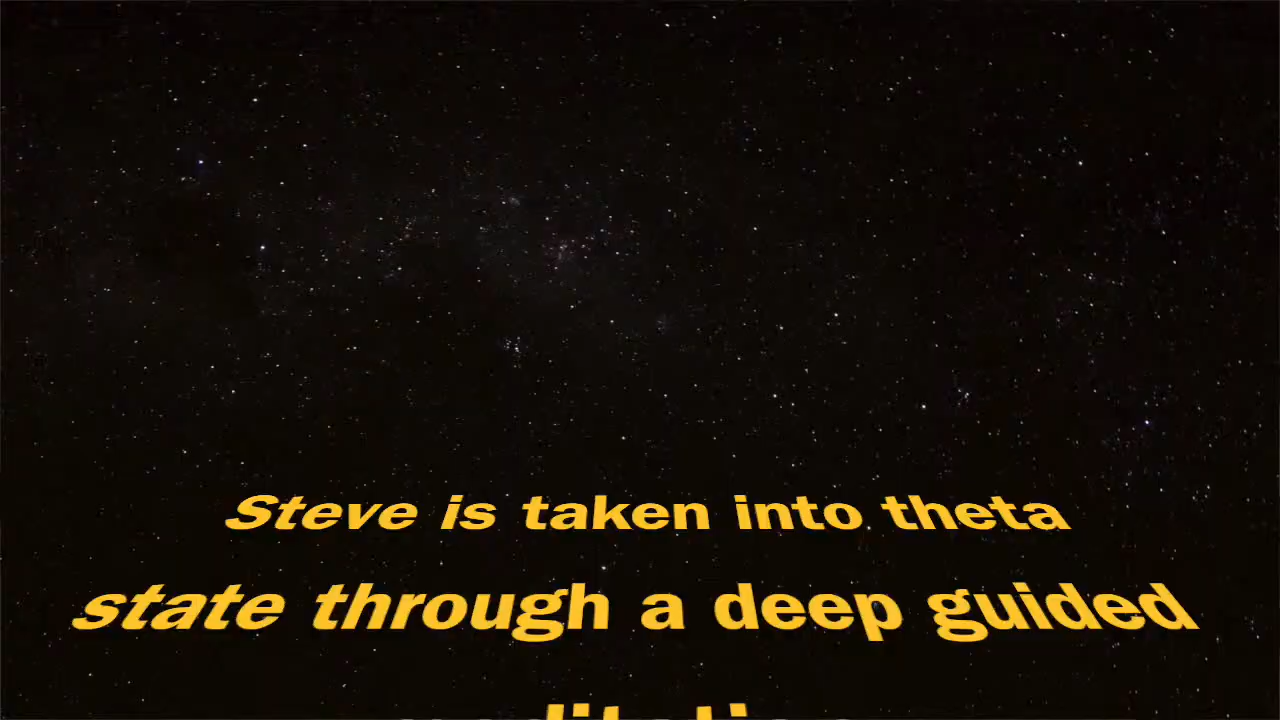 Steve is taken into theta
state through a deep guided